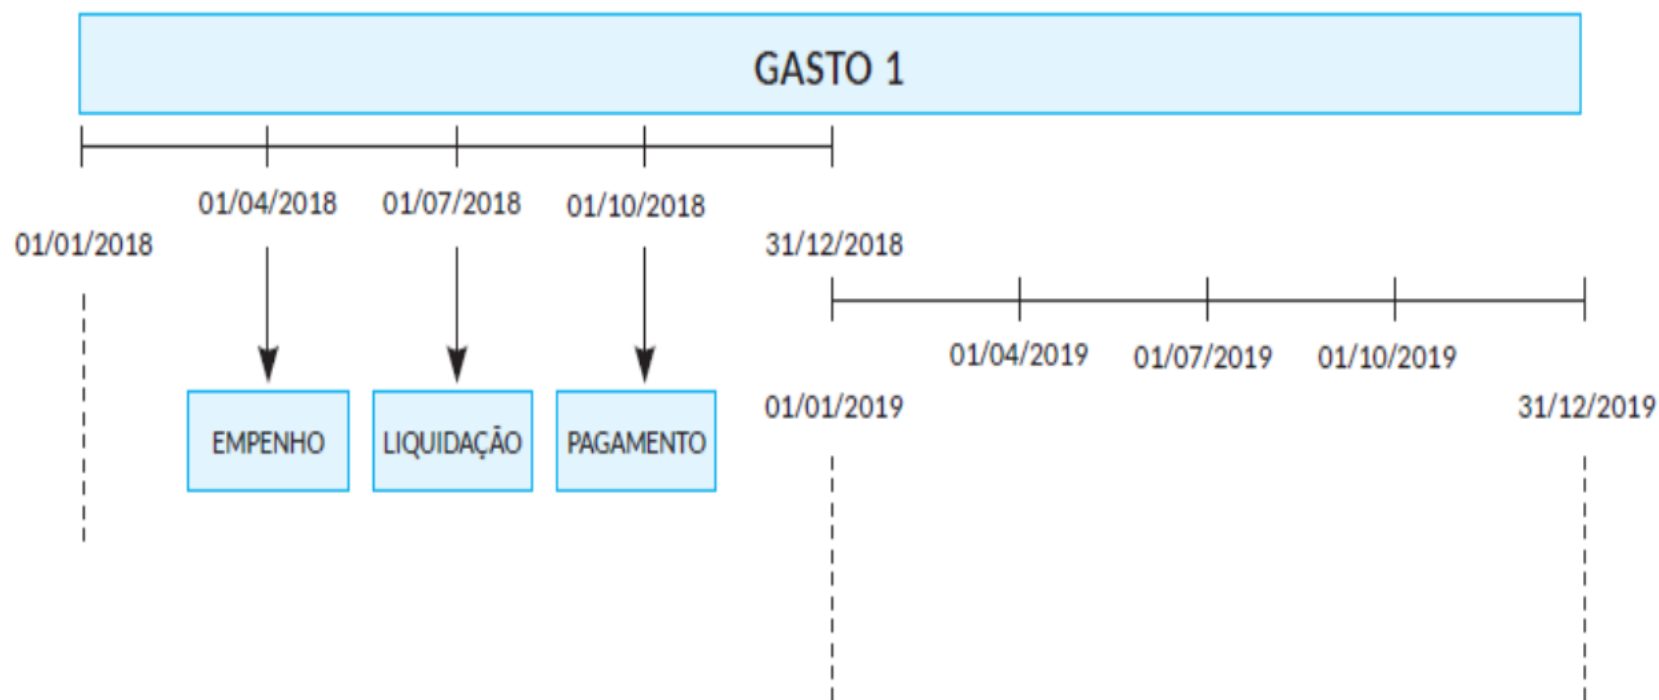 GASTO 1
01/04/2018 01/07/2018 01/10/2018
01/01/2018 31/12/2018
01/04/2019 01/07/2019 01/10/2019
01/01/2019 31/12/2019
EMPENHO LIQUIDAÇÃO PAGAMENTO